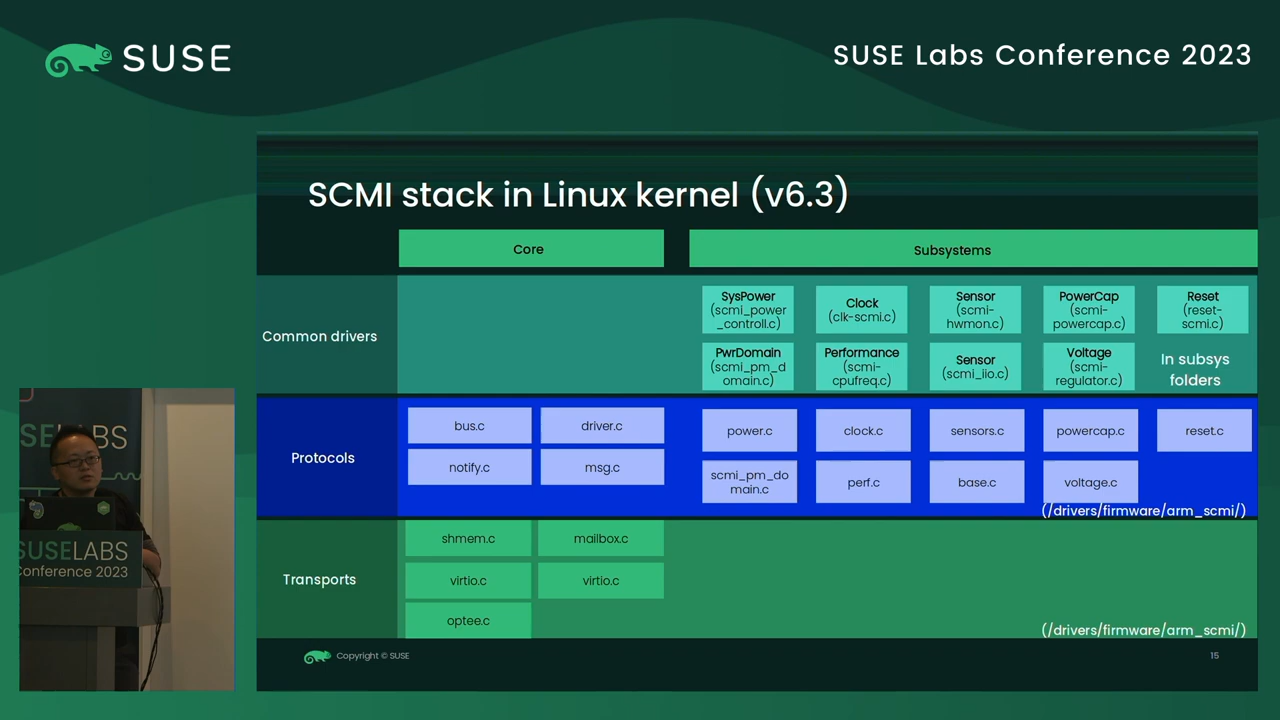 SUSE
SUSE Labs Conference 2023
SCMI stack in Linux kernel (v6.3)
Core
Subsystems
Common drivers
SysPower
(scmi_power
_controll.c)
Clock
(clk-scmi.c)
Sensor
(scmi-
hwmon.c)
PowerCap
(scmi-
powercap.c)
Reset
(reset-
scmi.c)
PwrDomain
(scmi_pm_d
omain.c)
Performance
(scmi-
cpufreq.c)
Sensor
(scmi_iio.c)
Voltage
(scmi-
regulator.c)
In subsys
folders
Protocols
bus.c
driver.c
notify.c
msg.c
power.c
clock.c
sensors.c
powercap.c
reset.c
scmi_pm_do
main.c
perf.c
base.c
voltage.c
(/drivers/firmware/arm_scmi/)
Transports
shmem.c
mailbox.c
virtio.c
virtio.c
optee.c
(/drivers/firmware/arm_scmi/)
Copyright © SUSE
15
SE
ABS
SUSELABS
Conference 2023